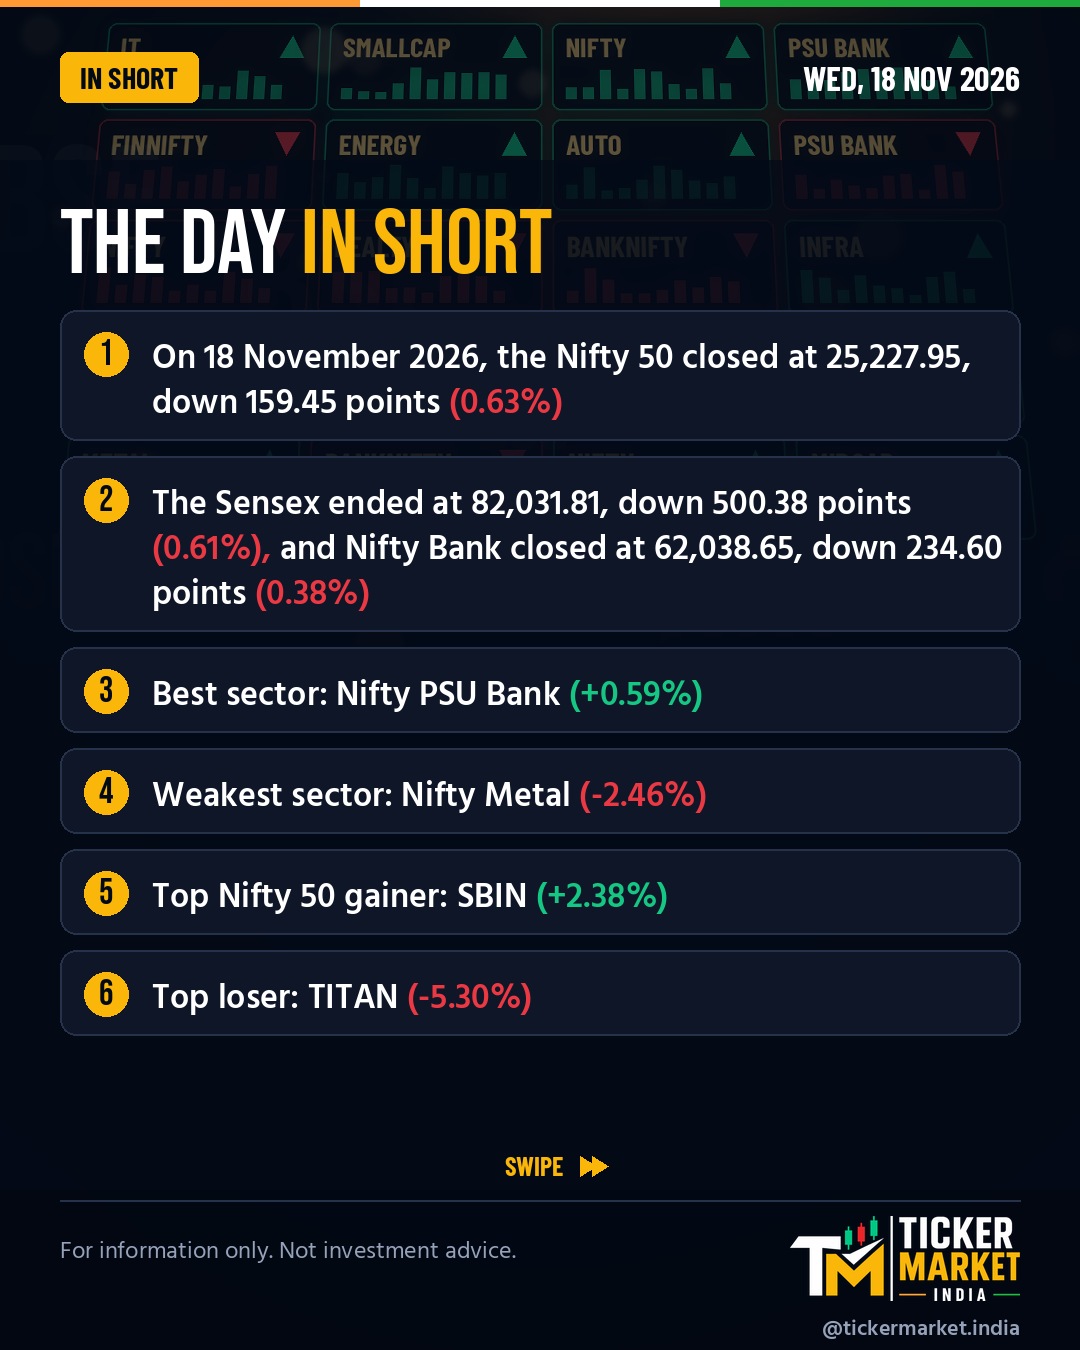 IT
SMALLCAP
NIFTY
PSU BANK
IN SHORT
WED, 18 NOV 2026
FINNIFTY
ENERGY
AUTO
PSU BANK
THE DAY IN SHORT
BANKNIFTY
INFRA
1
On 18 November 2026, the Nifty 50 closed at 25,227.95,
down 159.45 points (0.63%)
2
The Sensex ended at 82,031.81, down 500.38 points
(0.61%), and Nifty Bank closed at 62,038.65, down 234.60
points (0.38%)
3
Best sector: Nifty PSU Bank (+0.59%)
4
Weakest sector: Nifty Metal (-2.46%)
5
Top Nifty 50 gainer: SBIN (+2.38%)
6
Top loser: TITAN (-5.30%)
SWIPE
For information only. Not investment advice.
TM
TICKER
MARKET
INDIA
@tickermarket.india